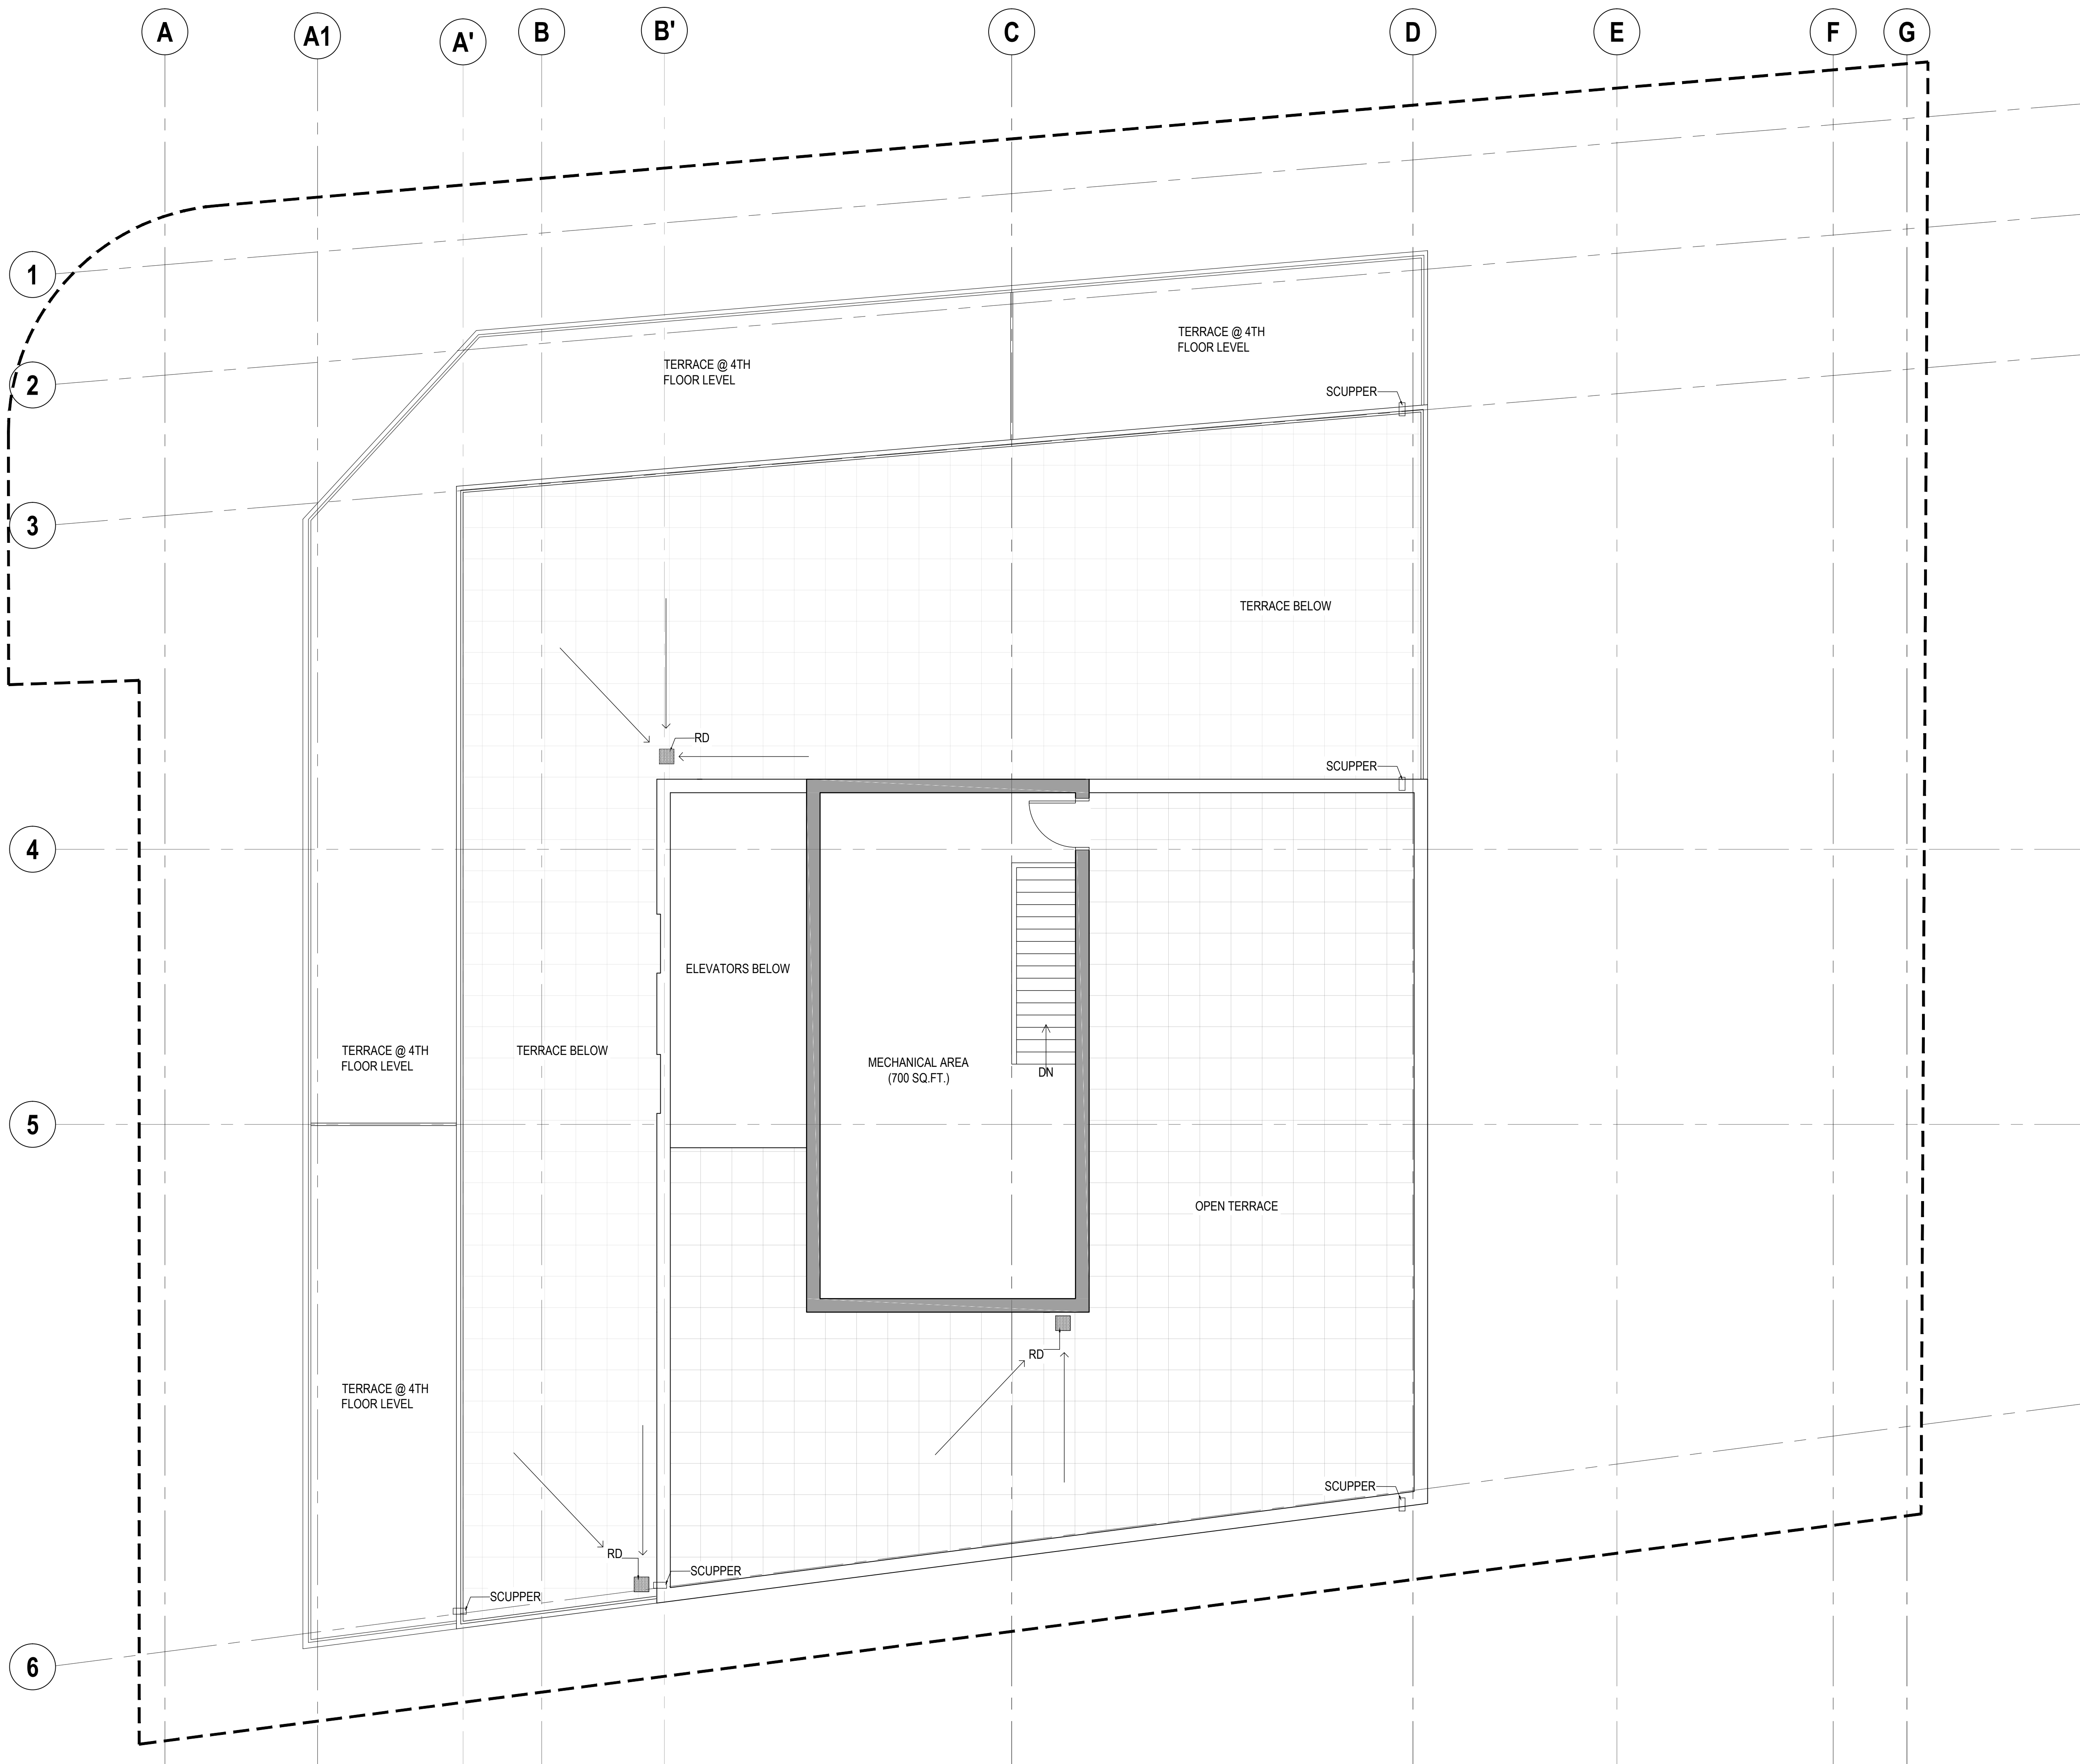 A
A1
A'
B
B'
C
D
E
F
G
1
2
3
4
5
6
TERRACE @ 4TH
FLOOR LEVEL
TERRACE @ 4TH
FLOOR LEVEL
SCUPPER
TERRACE BELOW
RD
SCUPPER
ELEVATORS BELOW
TERRACE @ 4TH
FLOOR LEVEL
TERRACE BELOW
MECHANICAL AREA
(700 SQ.FT.)
DN
OPEN TERRACE
RD
TERRACE @ 4TH
FLOOR LEVEL
SCUPPER
RD
SCUPPER
SCUPPER